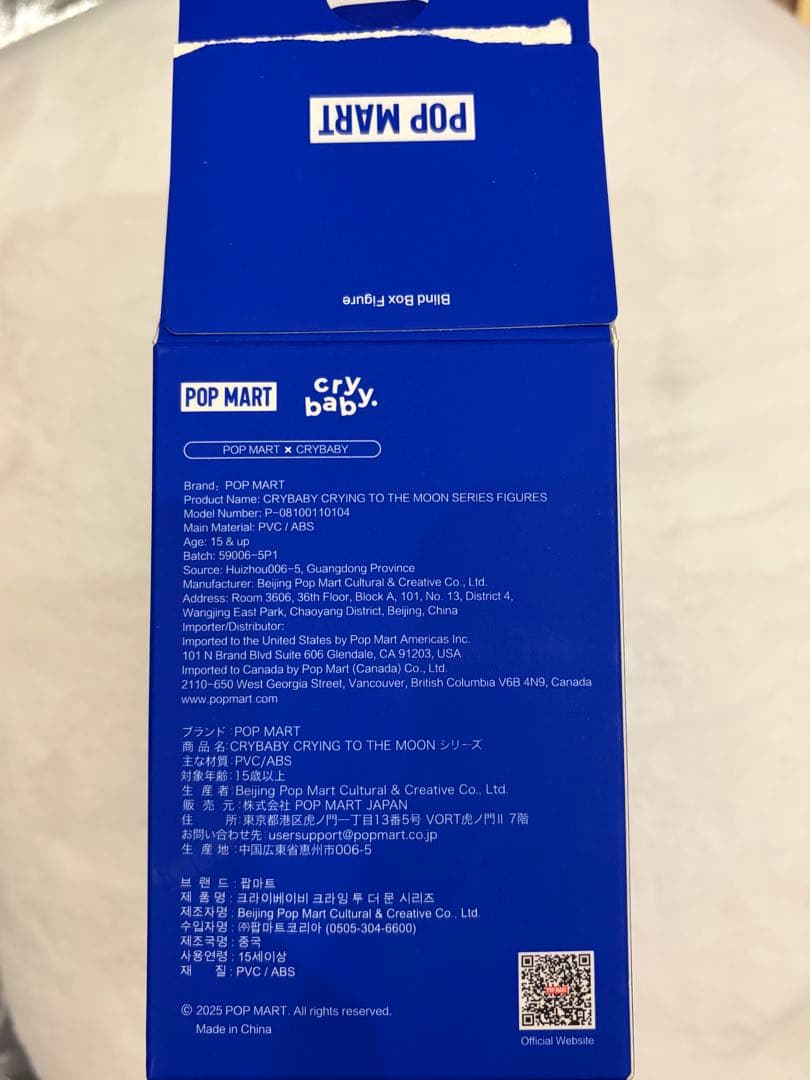 POP MART
Blind Box Figure
POP MART
cry baby.
POP MART × CRYBABY
Brand: POP MART
Product Name: CRYBABY CRYING TO THE MOON SERIES FIGURES
Model Number: P-08100110104
Main Material: PVC / ABS
Age: 15 & up
Batch: 59006-5P1
Source: Huizhou006-5, Guangdong Province
Manufacturer: Beijing Pop Mart Cultural & Creative Co., Ltd.
Address: Room 3606, 36th Floor, Block A, 101, No. 13, District 4,
Wangjing East Park, Chaoyang District, Beijing, China
Importer/Distributor:
Imported to the United States by Pop Mart Americas Inc.
101 N Brand Blvd Suite 606 Glendale, CA 91203, USA
Imported to Canada by Pop Mart (Canada) Co., Ltd.
2110-650 West Georgia Street, Vancouver, British Columbia V6B 4N9, Canada
www.popmart.com
ブランド:POP MART
商 品 名:CRYBABY CRYING TO THE MOON シリーズ
主な材質:PVC/ABS
対象年齢:15歳以上
生 産 者:Beijing Pop Mart Cultural & Creative Co., Ltd.
販 売 元:株式会社 POP MART JAPAN
住 所:東京都港区虎ノ門一丁目13番5号 VORT虎ノ門Ⅱ 7階
お問い合わせ先:usersupport@popmart.co.jp
生 産 地:中国広東省恵州市006-5
브 랜 드 : 팝마트
제 품 명 : 크라이베이비 크라잉 투 더 문 시리즈
제조자명 : Beijing Pop Mart Cultural & Creative Co., Ltd.
수입자명 : ㈜팝마트코리아 (0505-304-6600)
제조국명 : 중국
사용연령 : 15세이상
재 질 : PVC / ABS
© 2025 POP MART. All rights reserved.
Made in China
POP MART
Official Website